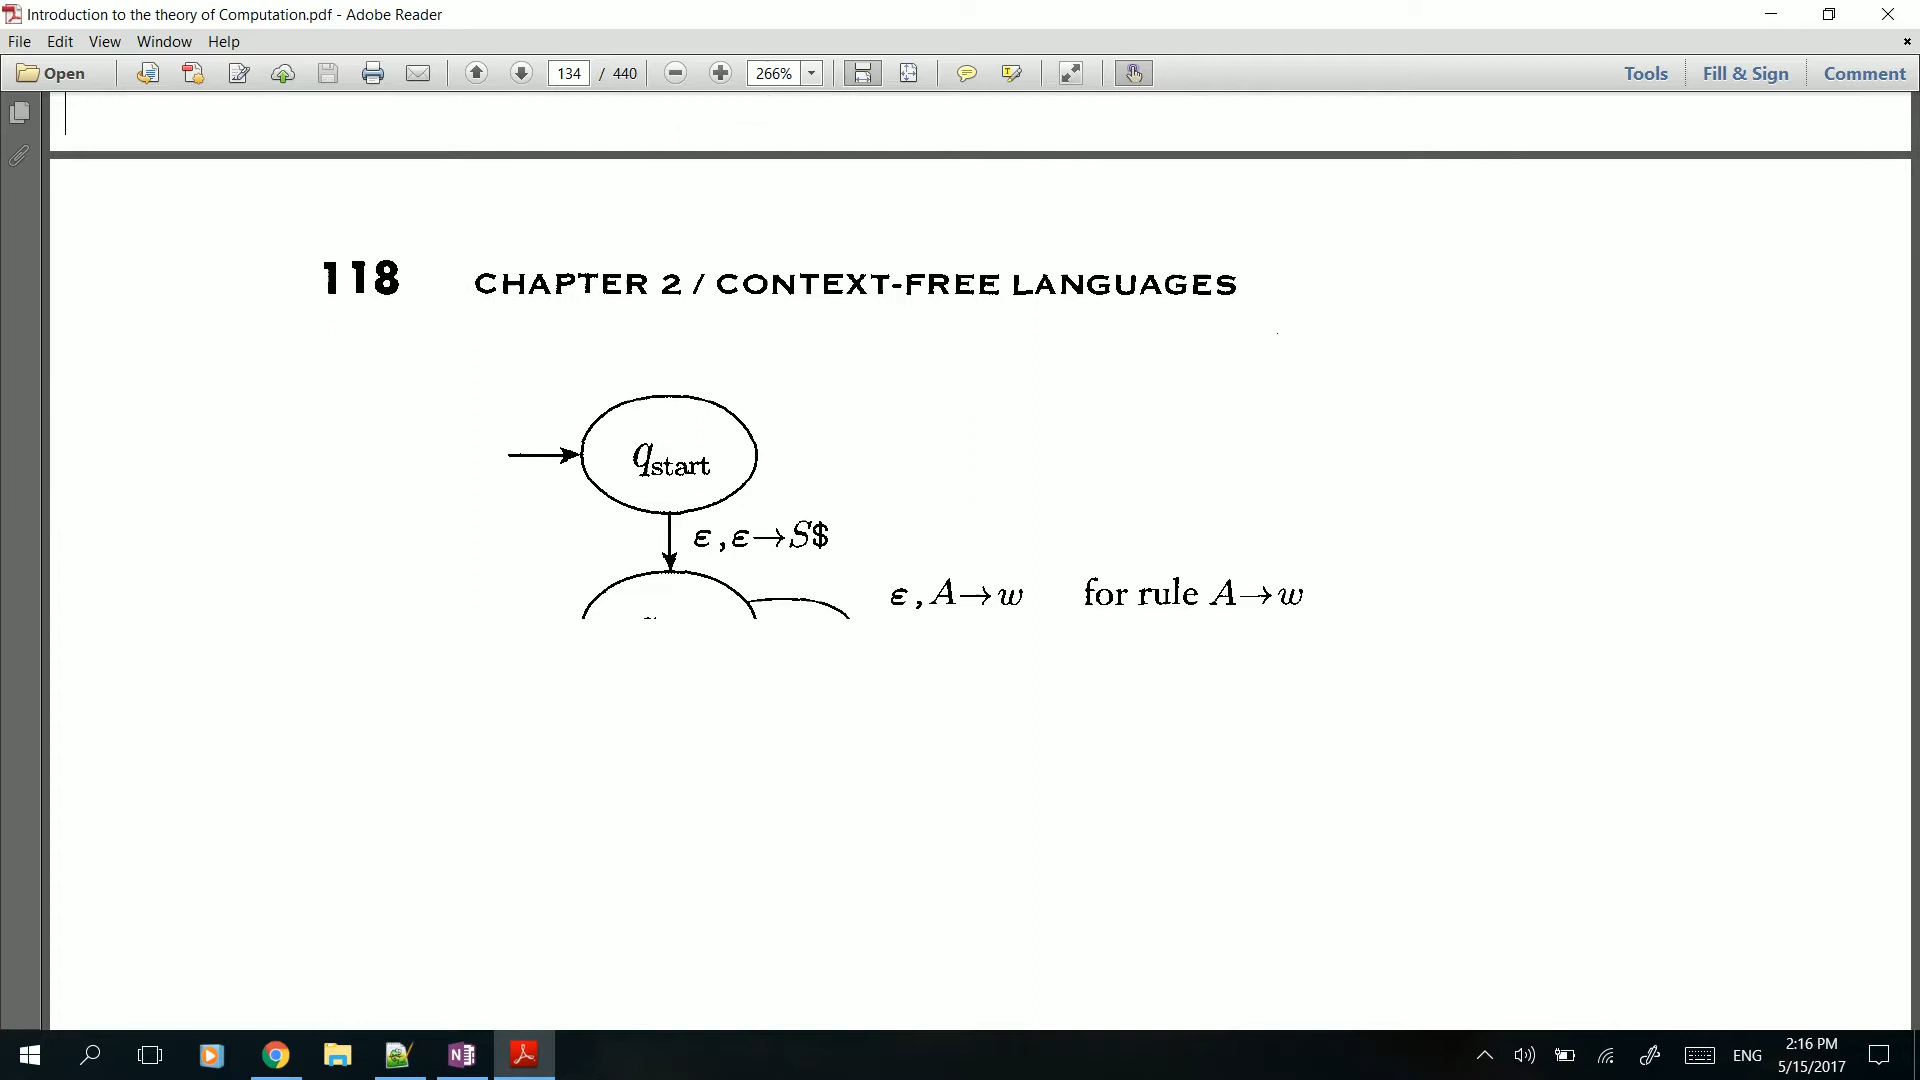 Introduction to the theory of Computation.pdf - Adobe Reader
File Edit View Window Help
Open 134 / 440 266% Tools Fill & Sign Comment
118 CHAPTER 2 / CONTEXT-FREE LANGUAGES
qstart
ε,ε→S$
ε,A→w for rule A→w
ENG
2:16 PM
5/15/2017